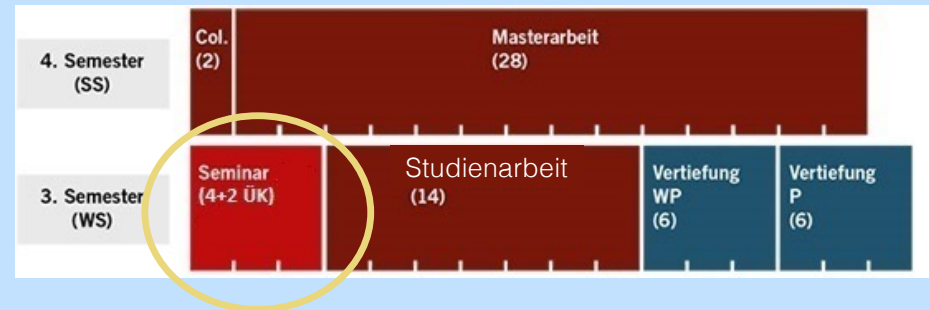 4. Semester
(SS)
Col.
(2)
Masterarbeit
(28)
3. Semester
(WS)
Seminar
(4+2 ÜK)
Studienarbeit
(14)
Vertiefung
WP
(6)
Vertiefung
P
(6)